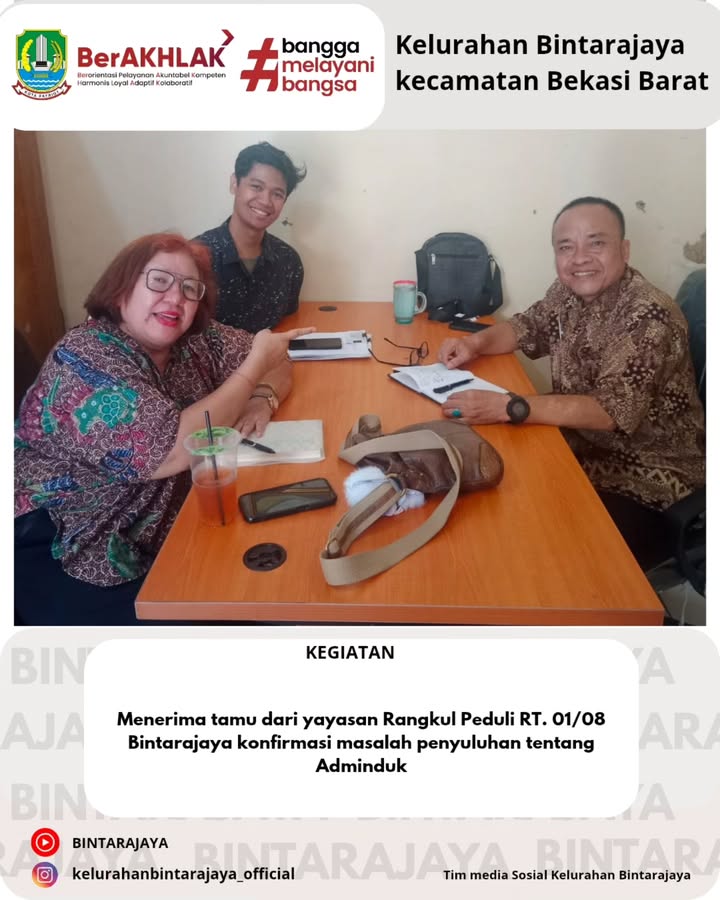 BerAKHLAK
Berorientasi Pelayanan Akuntabel Kompeten
Harmonis Loyal Adaptif Kolaboratif
#bangga
melayani
bangsa
Kelurahan Bintarajaya
kecamatan Bekasi Barat
KEGIATAN
Menerima tamu dari yayasan Rangkul Peduli RT. 01/08
Bintarajaya konfirmasi masalah penyuluhan tentang
Adminduk
BINTARAJAYA
kelurahanbintarajaya_official
Tim media Sosial Kelurahan Bintarajaya
BINTARAJAYA BINTARA